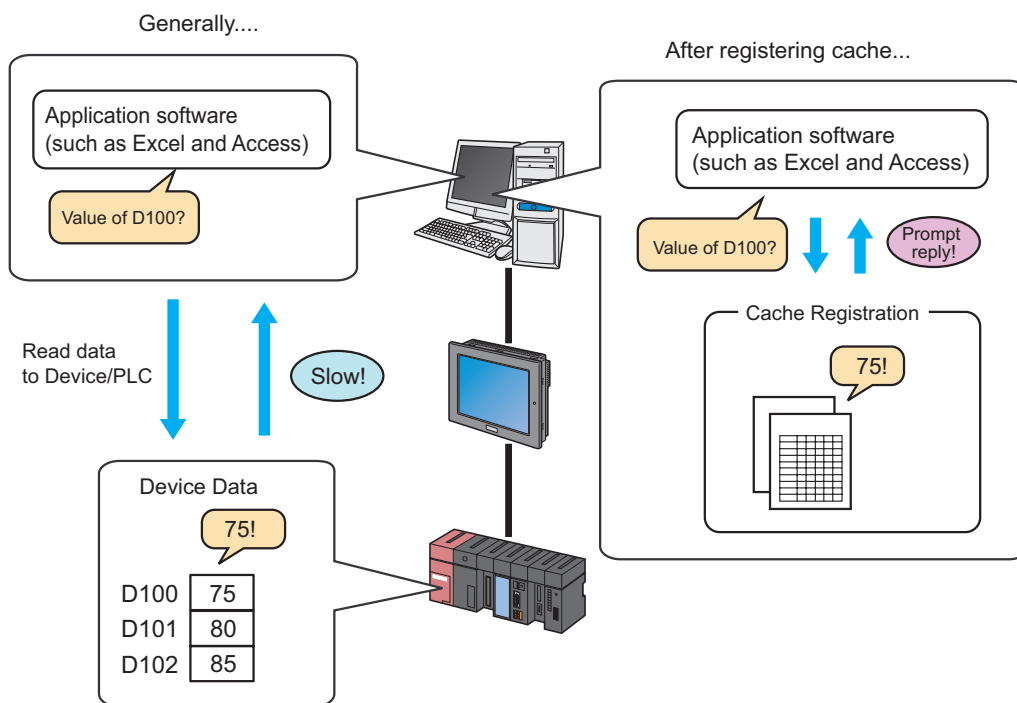 Generally....
Application software
(such as Excel and Access)
Value of D100?
Read data
to Device/PLC
Slow!
Device Data
75!
D100 75
D101 80
D102 85
After registering cache...
Application software
(such as Excel and Access)
Value of D100?
Prompt
reply!
Cache Registration
75!